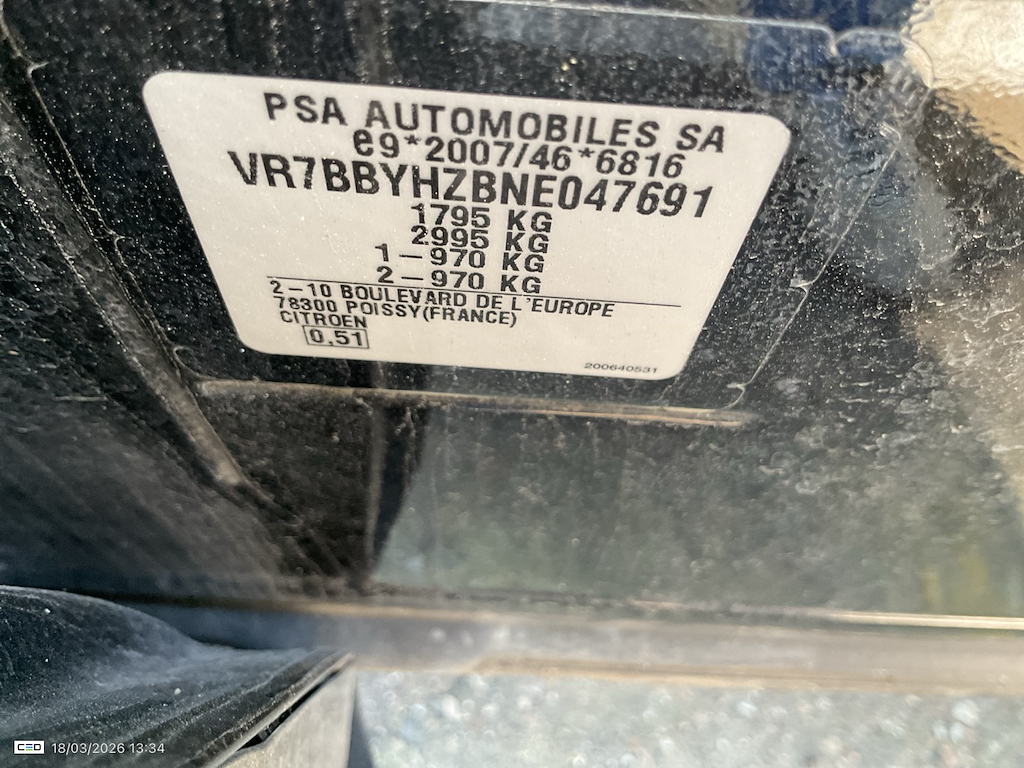 PSA AUTOMOBILES SA
e9*2007/46*6816
VR7BBYHZBNE047691
1795 KG
2995 KG
1-970 KG
2-970 KG
2-10 BOULEVARD DE L'EUROPE
78300 POISSY(FRANCE)
CITROEN
0,51
200640531
CEO 18/03/2026 13:34